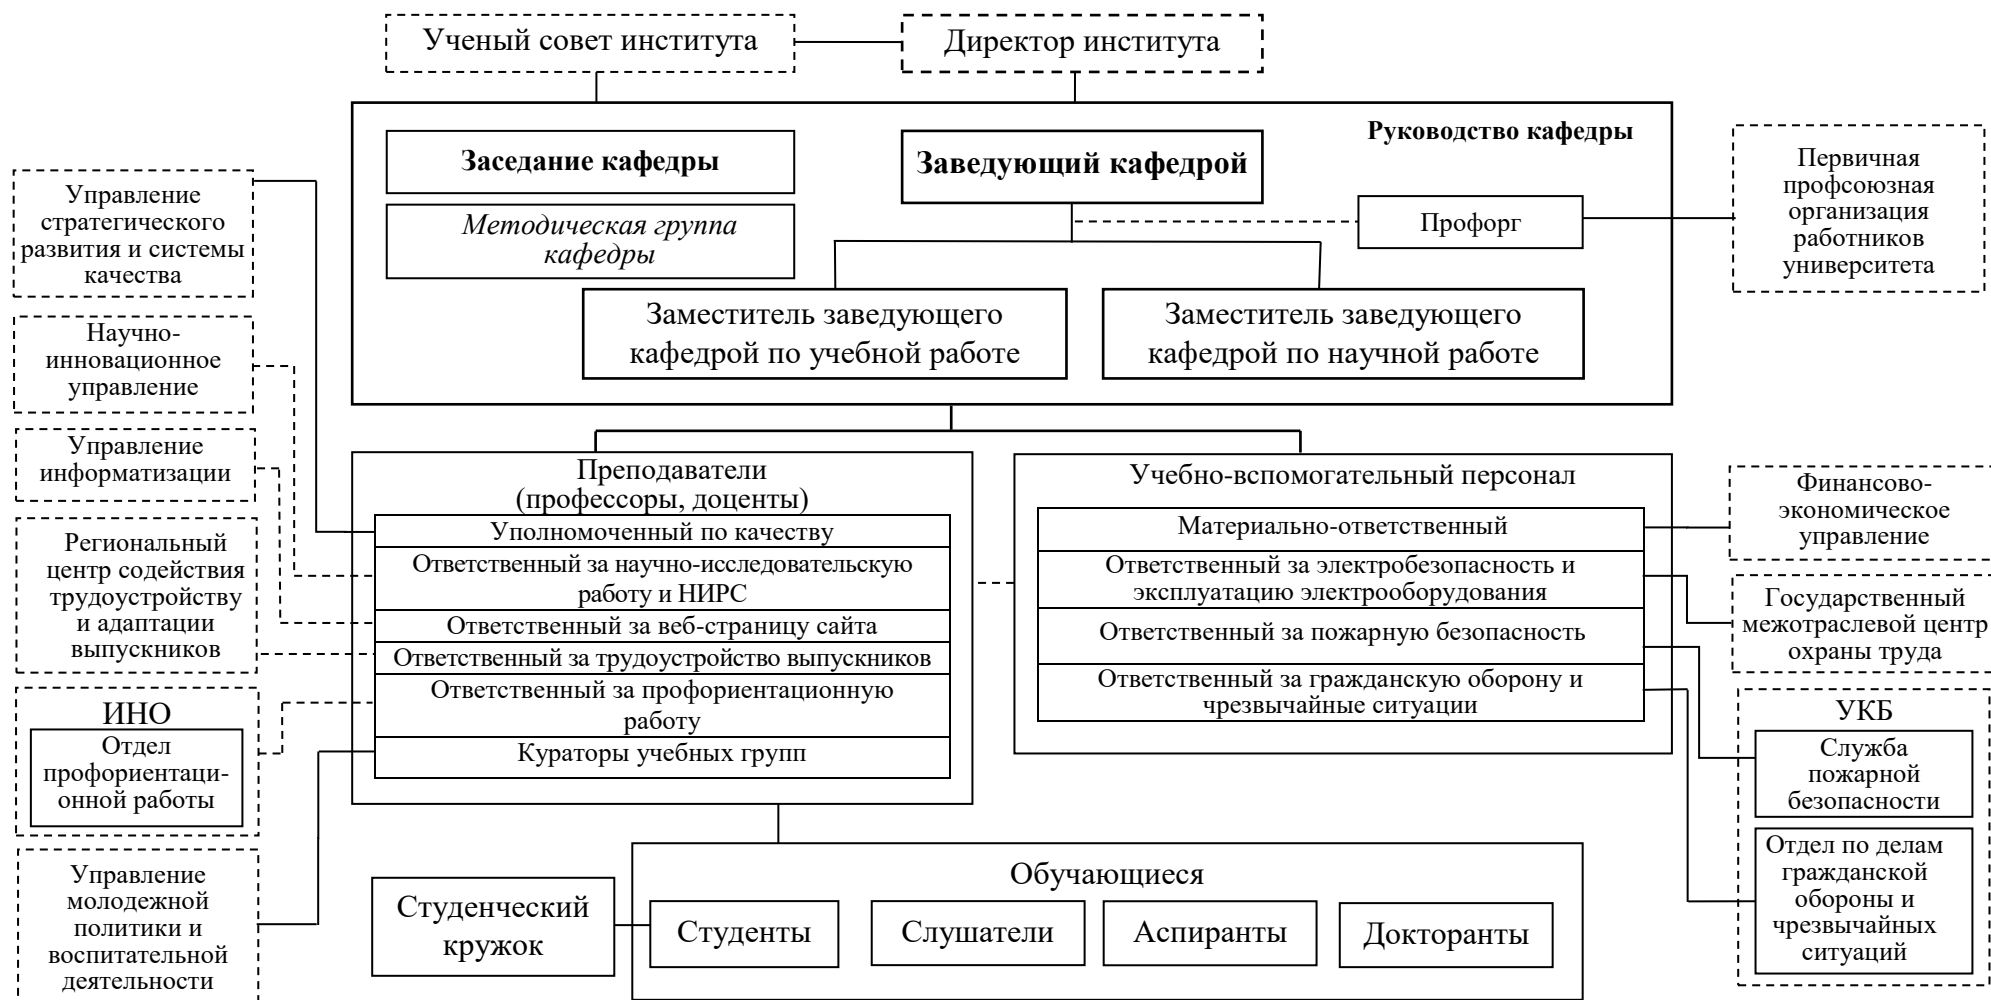 Ученый совет института
Директор института
Руководство кафедры
Заседание кафедры
Заведующий кафедрой
Методическая группа
кафедры
Профорг
Первичная
профсоюзная
организация
работников
университета
Заместитель заведующего
кафедрой по учебной работе
Заместитель заведующего
кафедрой по научной работе
Управление
стратегического
развития и системы
качества
Научно-
инновационное
управление
Управление
информатизации
Региональный
центр содействия
трудоустройству
и адаптации
выпускников
ИНО
Отдел
профориентаци-
онной работы
Управление
молодежной
политики и
воспитательной
деятельности
Преподаватели
(профессоры, доценты)
Уполномоченный по качеству
Ответственный за научно-исследовательскую
работу и НИРС
Ответственный за веб-страницу сайта
Ответственный за трудоустройство выпускников
Ответственный за профориентационную
работу
Кураторы учебных групп
Учебно-вспомогательный персонал
Материально-ответственный
Ответственный за электробезопасность и
эксплуатацию электрооборудования
Ответственный за пожарную безопасность
Ответственный за гражданскую оборону и
чрезвычайные ситуации
Финансово-
экономическое
управление
Государственный
межотраслевой центр
охраны труда
УКБ
Служба
пожарной
безопасности
Отдел по делам
гражданской
обороны и
чрезвычайных
ситуаций
Обучающиеся
Студенческий
кружок
Студенты
Слушатели
Аспиранты
Докторанты